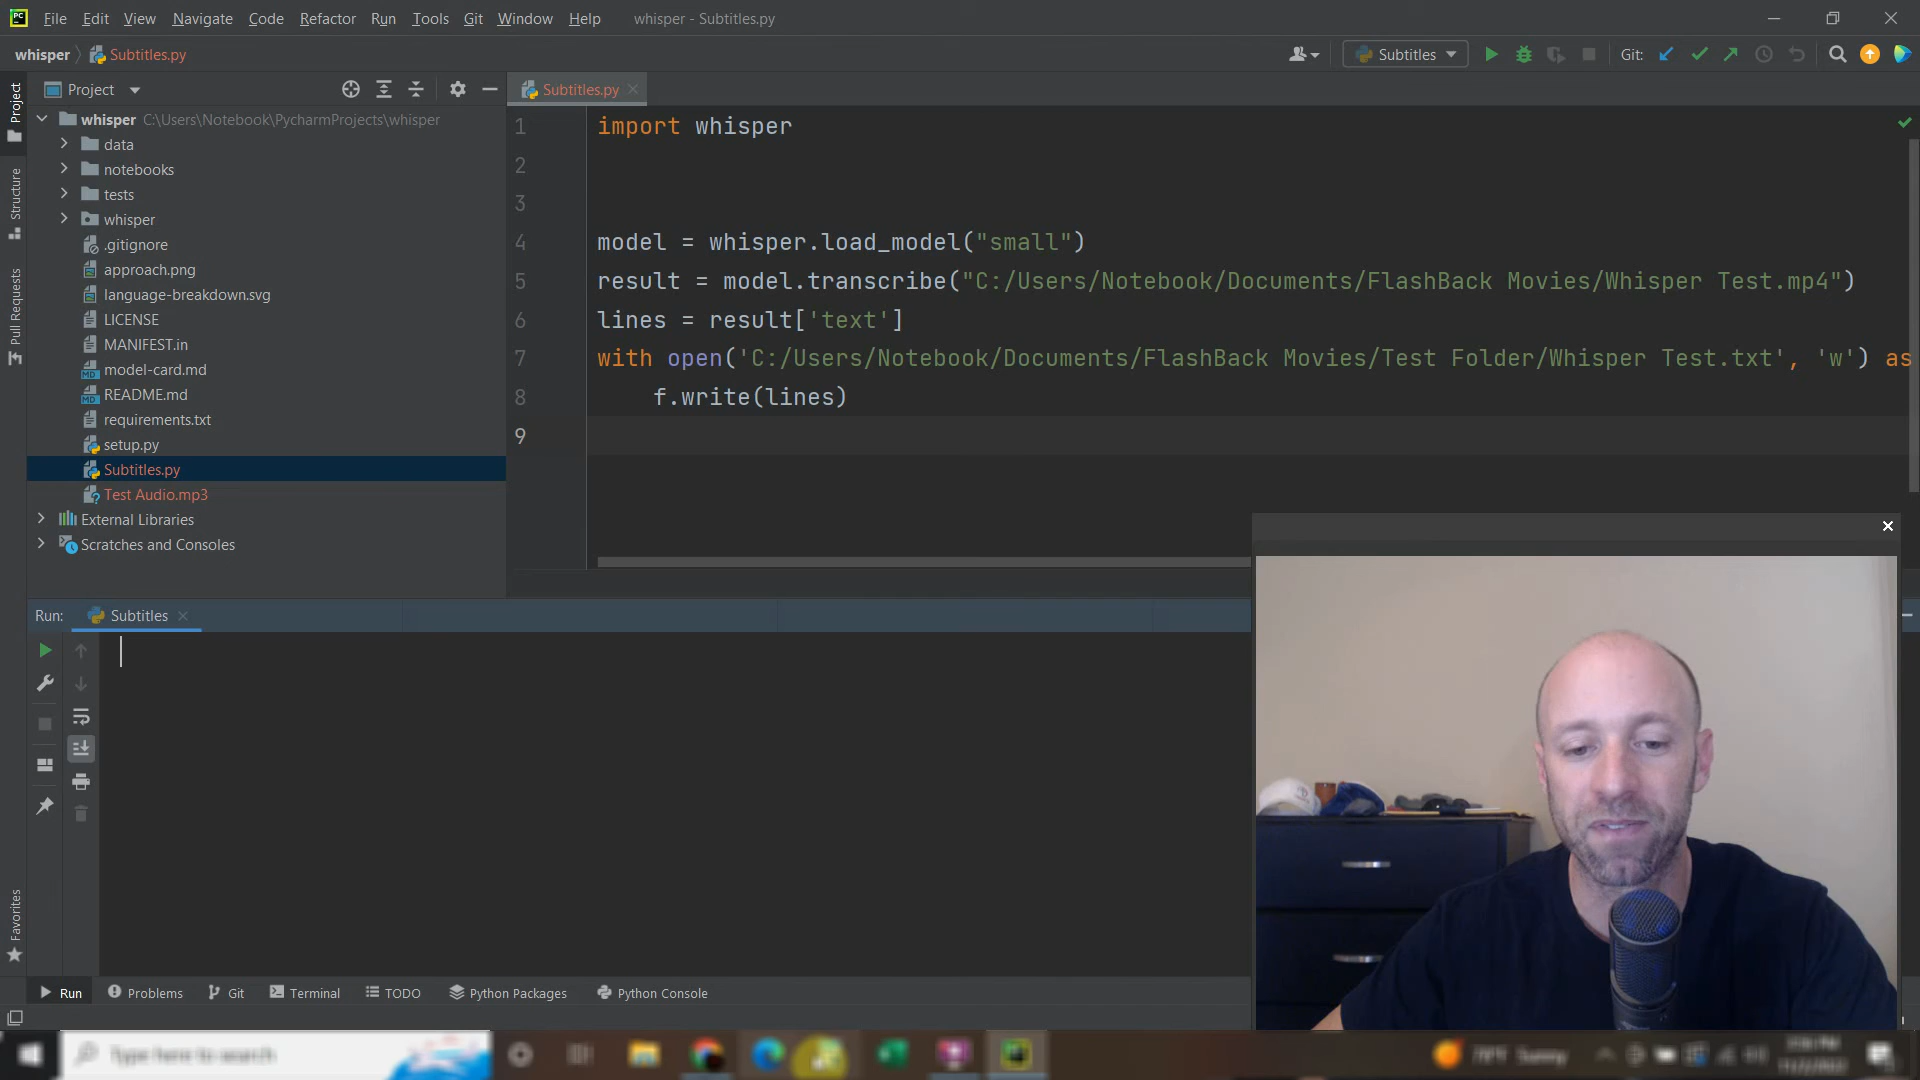 PC File Edit View Navigate Code Refactor Run Tools Git Window Help whisper - Subtitles.py
whisper Subtitles.py Subtitles Git:
Project Subtitles.py
Project
Structure
Pull Requests
Favorites
whisper C:\Users\Notebook\PycharmProjects\whisper
data
notebooks
tests
whisper
.gitignore
approach.png
language-breakdown.svg
LICENSE
MANIFEST.in
model-card.md
README.md
requirements.txt
setup.py
Subtitles.py
Test Audio.mp3
External Libraries
Scratches and Consoles
1 import whisper
2
3
4 model = whisper.load_model("small")
5 result = model.transcribe("C:/Users/Notebook/Documents/FlashBack Movies/Whisper Test.mp4")
6 lines = result['text']
7 with open('C:/Users/Notebook/Documents/FlashBack Movies/Test Folder/Whisper Test.txt', 'w') as
8 f.write(lines)
9
Run: Subtitles
Run Problems Git Terminal TODO Python Packages Python Console
Type here to search Sunny